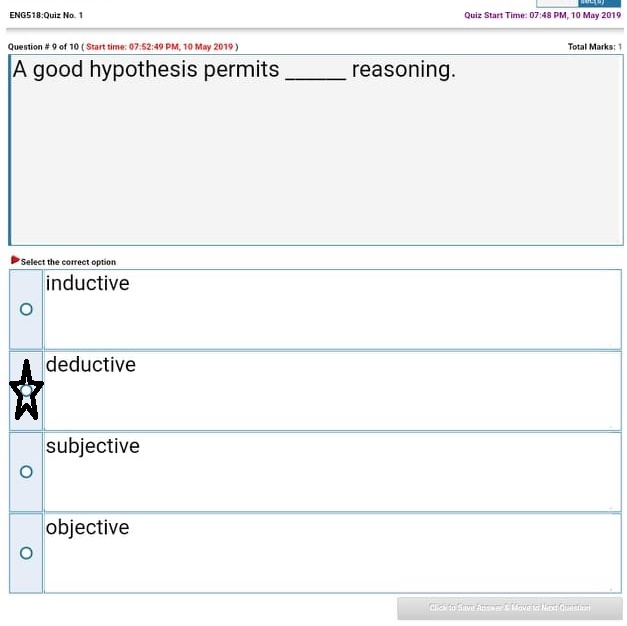 sec(s)
ENG518:Quiz No. 1
Quiz Start Time: 07:48 PM, 10 May 2019
Question # 9 of 10 ( Start time: 07:52:49 PM, 10 May 2019 )
Total Marks: 1
A good hypothesis permits ______ reasoning.
Select the correct option
inductive
deductive
subjective
objective
Click to Save Answer & Move to Next Question